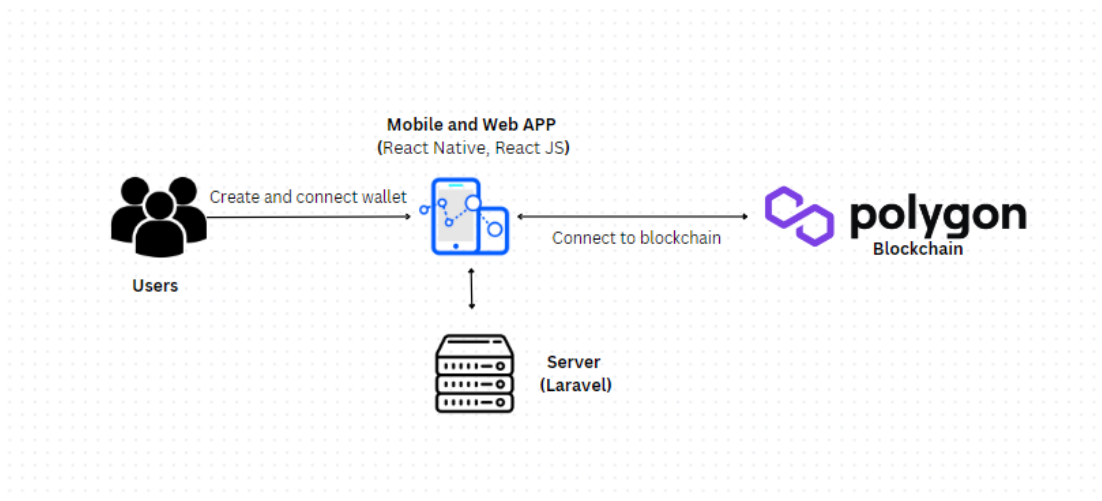 Mobile and Web APP
(React Native, React JS)
Create and connect wallet
Connect to blockchain
polygon
Blockchain
Users
Server
(Laravel)